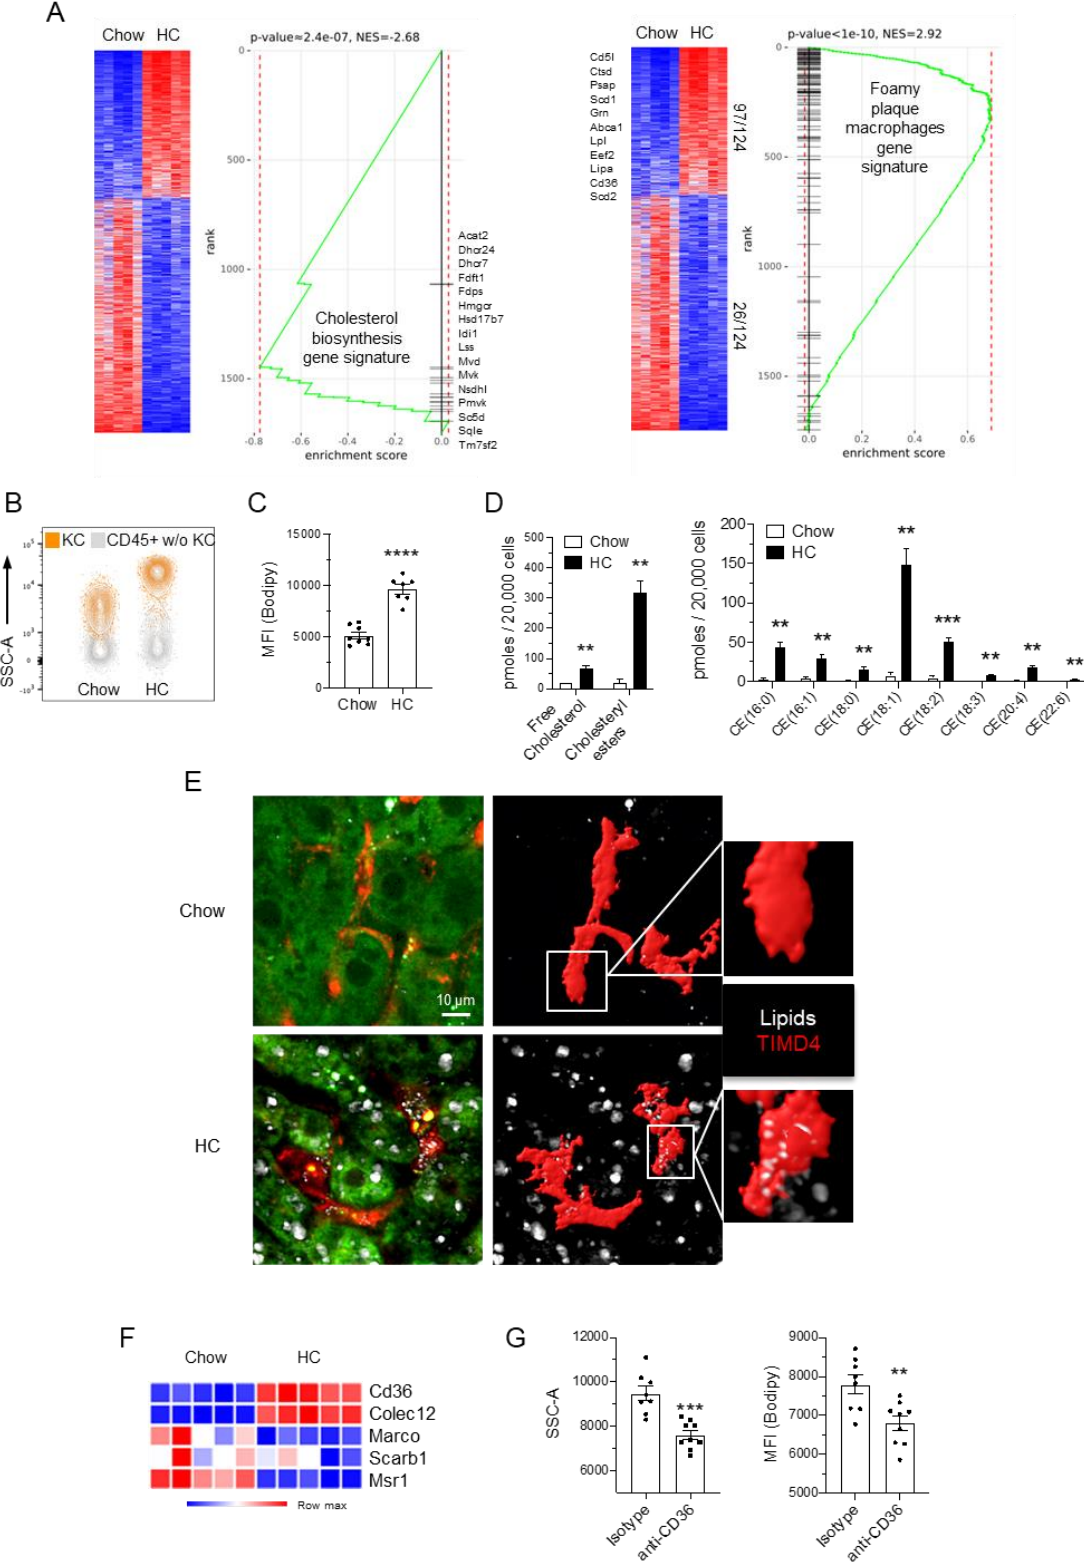 A
Chow HC
p-value=2.4e-07, NES=-2.68
0
500
1000
1500
rank
Cholesterol
biosynthesis
gene signature
-0.8 -0.6 -0.4 -0.2 0.0
enrichment score
Acat2
Dhcr24
Dhcr7
Fdft1
Fdps
Hmgcr
Hsd17b7
Idi1
Lss
Mvd
Mvk
Nsdhl
Pmvk
Sc5d
Sqle
Tm7sf2
Cd5l
Ctsd
Psap
Scd1
Grn
Abca1
Lpl
Eef2
Lipa
Cd36
Scd2
Chow HC
97/124
26/124
p-value<1e-10, NES=2.92
0
500
1000
1500
rank
Foamy
plaque
macrophages
gene
signature
0.0 0.2 0.4 0.6
enrichment score
B
KC CD45+ w/o KC
SSC-A
10⁵
10⁴
10³
0
-10³
Chow HC
C
MFI (Bodipy)
15000
10000
5000
0
****
Chow HC
D
pmoles / 20,000 cells
500
400
300
200
100
0
Chow
HC
**
**
Free
Cholesterol
Cholesteryl
esters
pmoles / 20,000 cells
200
150
100
50
0
Chow
HC
**
**
**
**
***
**
**
**
CE(16:0)
CE(16:1)
CE(18:0)
CE(18:1)
CE(18:2)
CE(18:3)
CE(20:4)
CE(22:6)
E
Chow
10 µm
Lipids
TIMD4
HC
F
Chow HC
Cd36
Colec12
Marco
Scarb1
Msr1
Row max
G
SSC-A
12000
10000
8000
6000
***
Isotype
anti-CD36
MFI (Bodipy)
9000
8000
7000
6000
5000
**
Isotype
anti-CD36